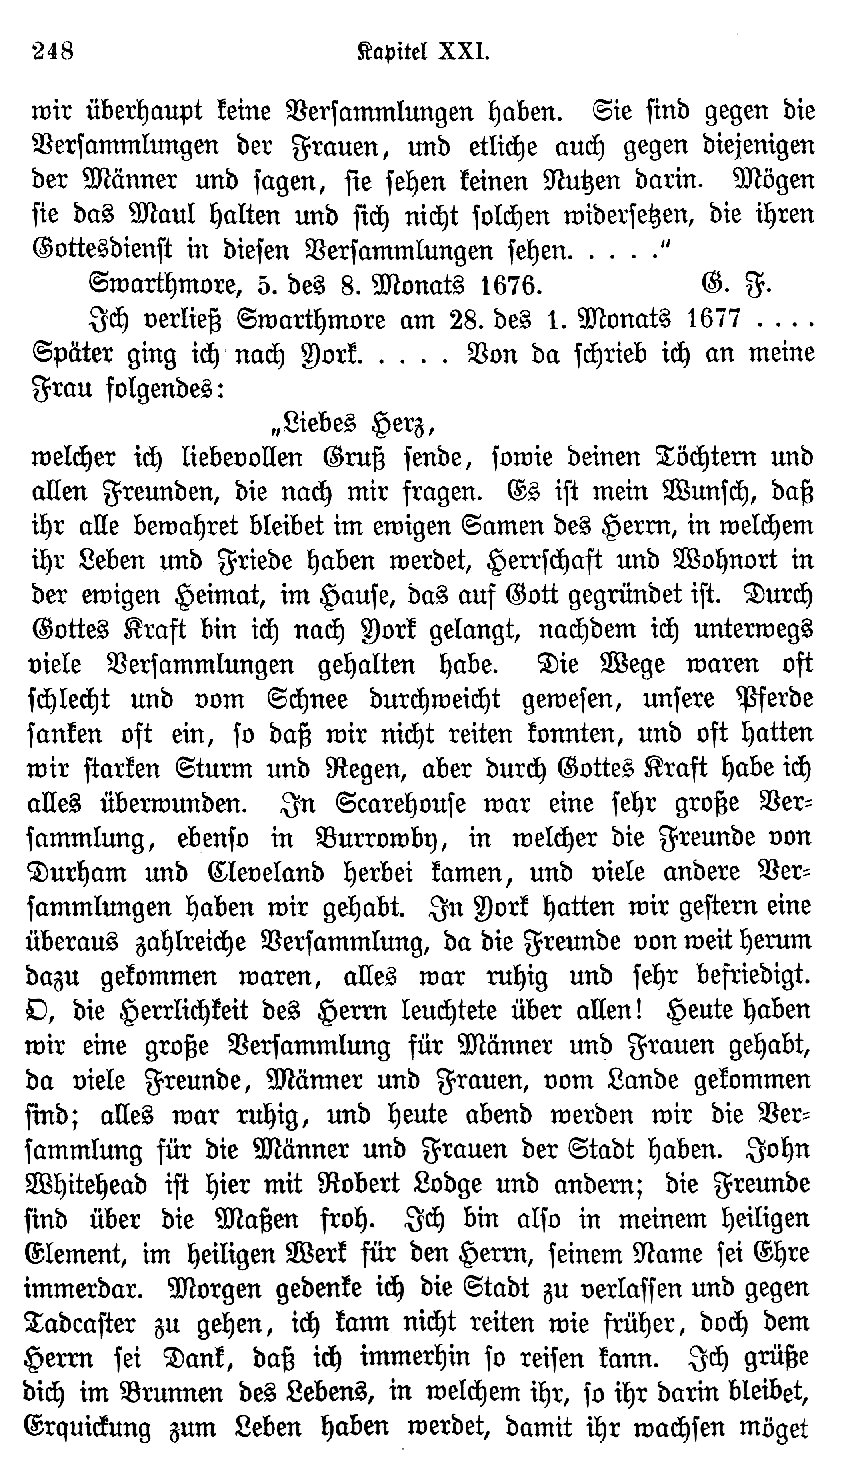 248 Kapitel XXI.
wir überhaupt keine Versammlungen haben. Sie sind gegen die
Versammlungen der Frauen, und etliche auch gegen diejenigen
der Männer und sagen, sie sehen keinen Nutzen darin. Mögen
sie das Maul halten und sich nicht solchen widersetzen, die ihren
Gottesdienst in diesen Versammlungen sehen. . . . ."
Swarthmore, 5. des 8. Monats 1676. G. F.
Ich verließ Swarthmore am 28. des 1. Monats 1677 . . . .
Später ging ich nach York. . . . . Von da schrieb ich an meine
Frau folgendes:
„Liebes Herz,
welcher ich liebevollen Gruß sende, sowie deinen Töchtern und
allen Freunden, die nach mir fragen. Es ist mein Wunsch, daß
ihr alle bewahret bleibet im ewigen Samen des Herrn, in welchem
ihr Leben und Friede haben werdet, Herrschaft und Wohnort in
der ewigen Heimat, im Hause, das auf Gott gegründet ist. Durch
Gottes Kraft bin ich nach York gelangt, nachdem ich unterwegs
viele Versammlungen gehalten habe. Die Wege waren oft
schlecht und vom Schnee durchweicht gewesen, unsere Pferde
sanken oft ein, so daß wir nicht reiten konnten, und oft hatten
wir starken Sturm und Regen, aber durch Gottes Kraft habe ich
alles überwunden. In Scarehouse war eine sehr große Ver-
sammlung, ebenso in Burrowby, in welcher die Freunde von
Durham und Cleveland herbei kamen, und viele andere Ver-
sammlungen haben wir gehabt. In York hatten wir gestern eine
überaus zahlreiche Versammlung, da die Freunde von weit herum
dazu gekommen waren, alles war ruhig und sehr befriedigt.
O, die Herrlichkeit des Herrn leuchtete über allen! Heute haben
wir eine große Versammlung für Männer und Frauen gehabt,
da viele Freunde, Männer und Frauen, vom Lande gekommen
sind; alles war ruhig, und heute abend werden wir die Ver-
sammlung für die Männer und Frauen der Stadt haben. John
Whitehead ist hier mit Robert Lodge und andern; die Freunde
sind über die Maßen froh. Ich bin also in meinem heiligen
Element, im heiligen Werk für den Herrn, seinem Name sei Ehre
immerdar. Morgen gedenke ich die Stadt zu verlassen und gegen
Tadcaster zu gehen, ich kann nicht reiten wie früher, doch dem
Herrn sei Dank, daß ich immerhin so reisen kann. Ich grüße
dich im Brunnen des Lebens, in welchem ihr, so ihr darin bleibet,
Erquickung zum Leben haben werdet, damit ihr wachsen möget